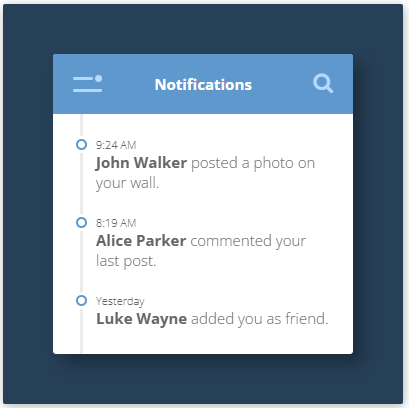 Notifications
9:24 AM
John Walker posted a photo on
your wall.
8:19 AM
Alice Parker commented your
last post.
Yesterday
Luke Wayne added you as friend.